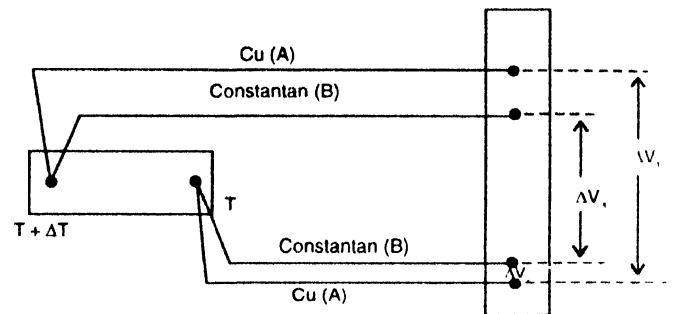 Cu (A)
Constantan (B)
T
T + ΔT
ΔV
Constantan (B)
Cu (A)